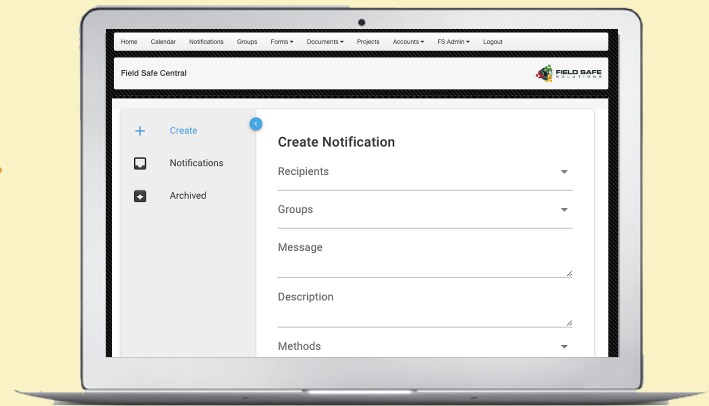 Home Calendar Notifications Groups Forms Documents Projects Accounts FS Admin Logout
Field Safe Central
FIELD SAFE
SOLUTIONS
Create
Notifications
Archived
Create Notification
Recipients
Groups
Message
Description
Methods